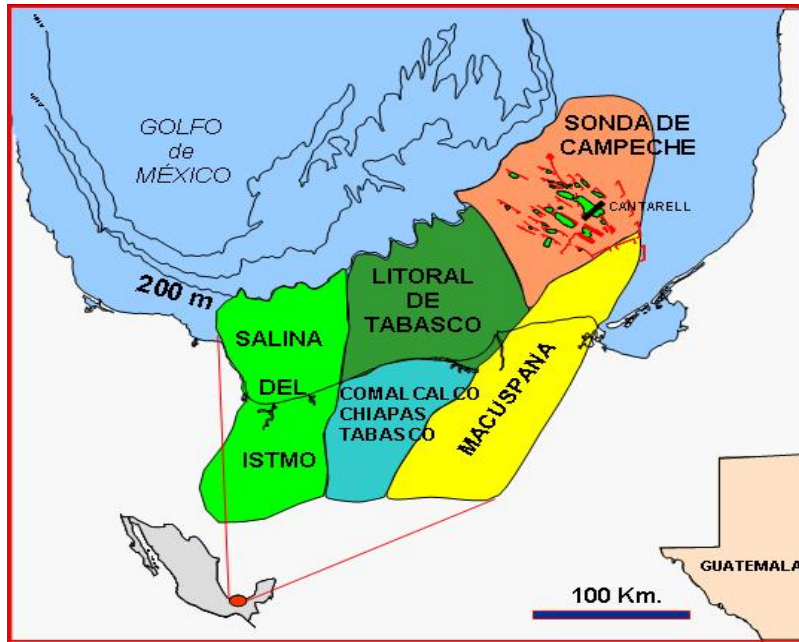 GOLFO
de
MÉXICO
SONDA DE
CAMPECHE
CANTARELL
200 m
LITORAL
DE
TABASCO
SALINA
DEL
ISTMO
COMALCALCO
CHIAPAS
TABASCO
MACUSPANA
GUATEMALA
100 Km.